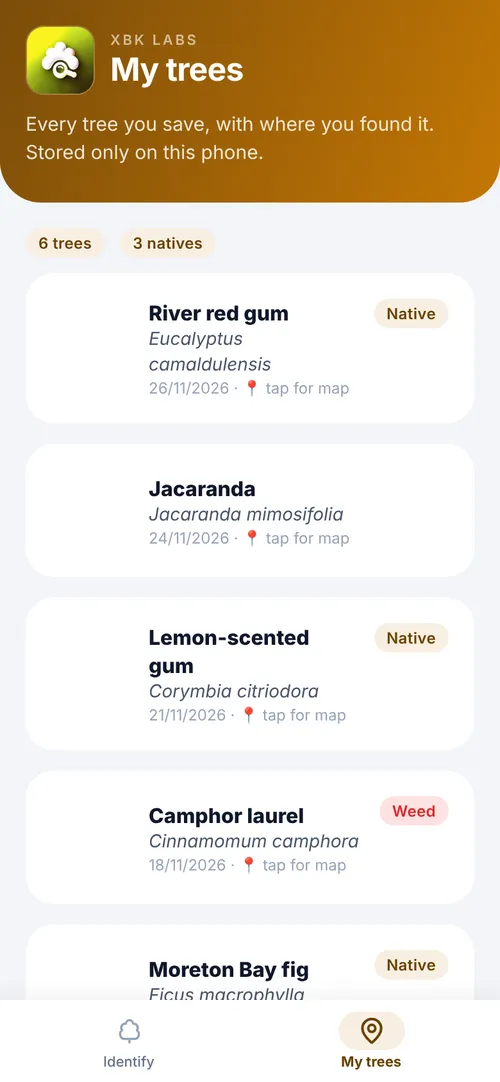 XBK LABS
My trees
Every tree you save, with where you found it.
Stored only on this phone.
6 trees
3 natives
River red gum
Native
Eucalyptus
camaldulensis
26/11/2026 · 📍 tap for map
Jacaranda
Jacaranda mimosifolia
24/11/2026 · 📍 tap for map
Lemon-scented
gum
Native
Corymbia citriodora
21/11/2026 · 📍 tap for map
Camphor laurel
Weed
Cinnamomum camphora
18/11/2026 · 📍 tap for map
Moreton Bay fig
Native
Ficus macrophylla
Identify
My trees